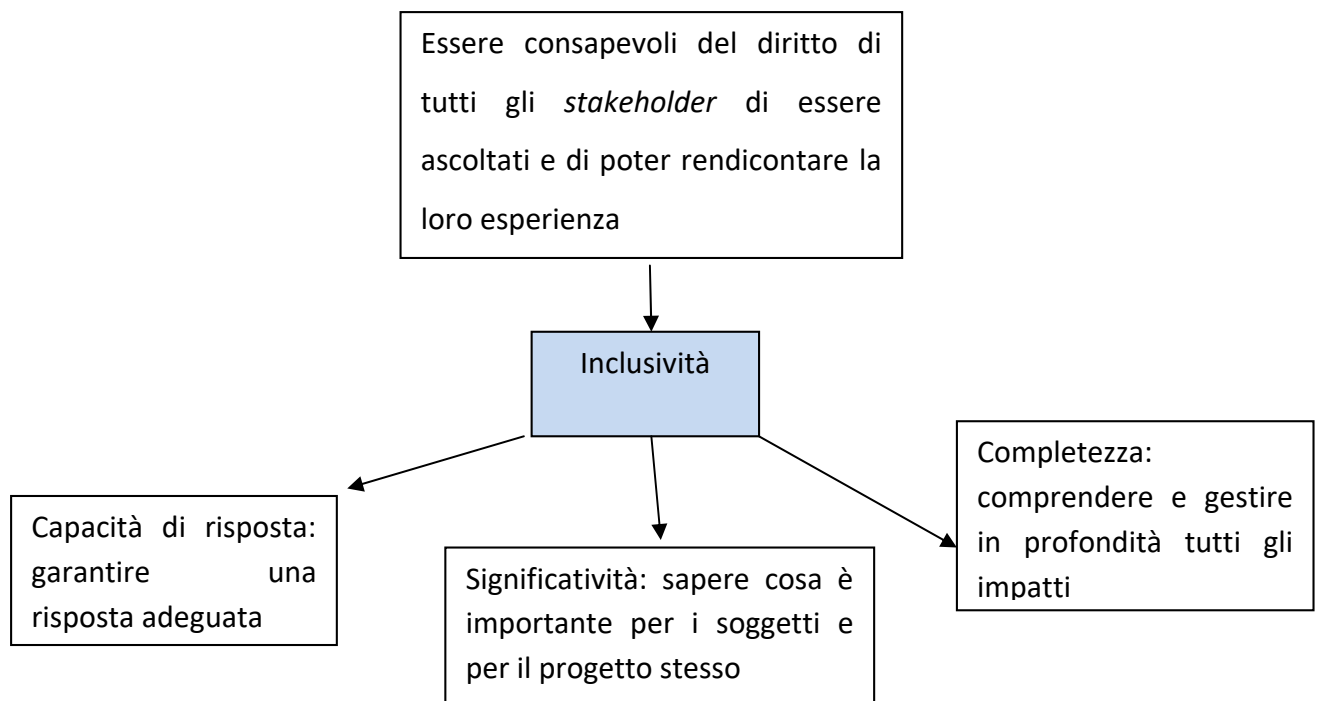 Essere consapevoli del diritto di
tutti gli stakeholder di essere
ascoltati e di poter rendicontare la
loro esperienza
Inclusività
Capacità di risposta:
garantire una
risposta adeguata
Significatività: sapere cosa è
importante per i soggetti e
per il progetto stesso
Completezza:
comprendere e gestire
in profondità tutti gli
impatti